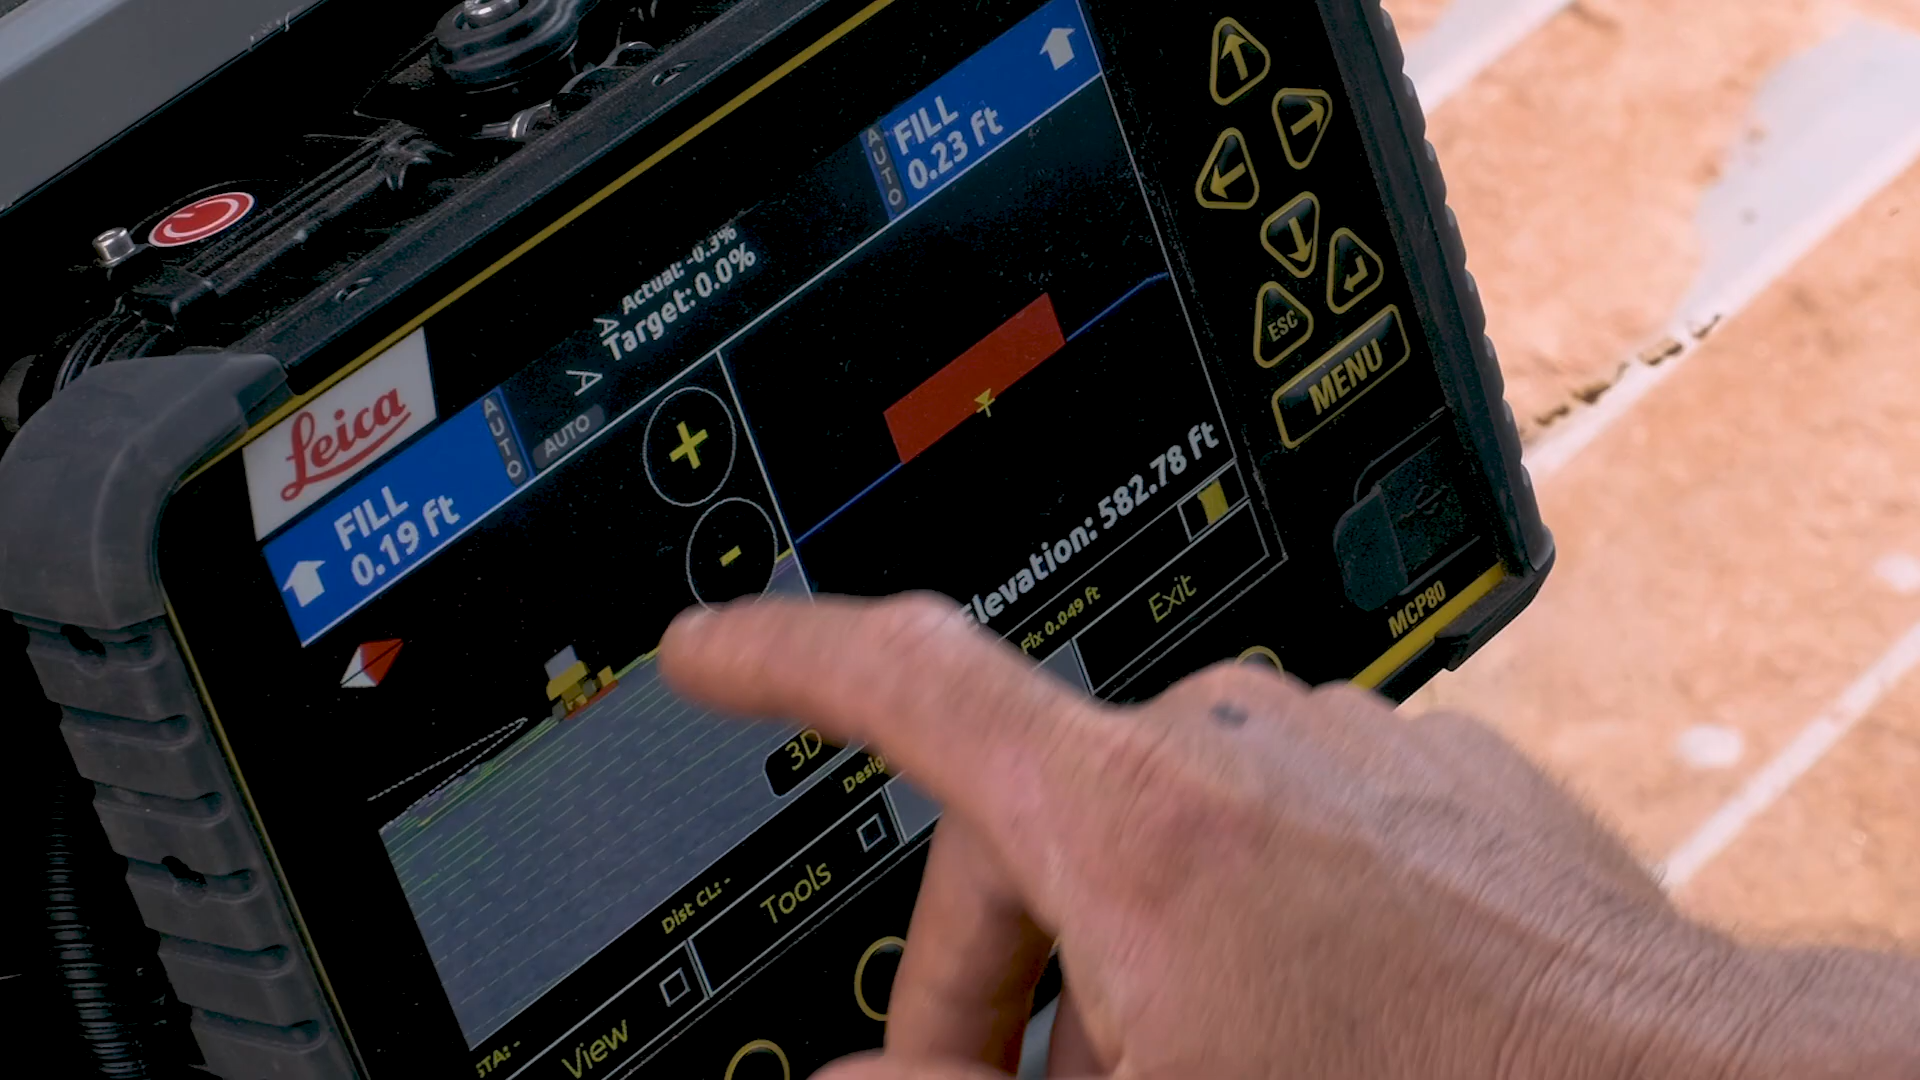 Leica
AUTO
FILL
0.19 ft
Actual: -0.3%
Target: 0.0%
AUTO
AUTO
FILL
0.23 ft
+
-
Elevation: 582.78 ft
Fix 0.049 ft
Exit
3D
Desig
Dist CL: -
Tools
STA: -
View
ESC
MENU
MCP80